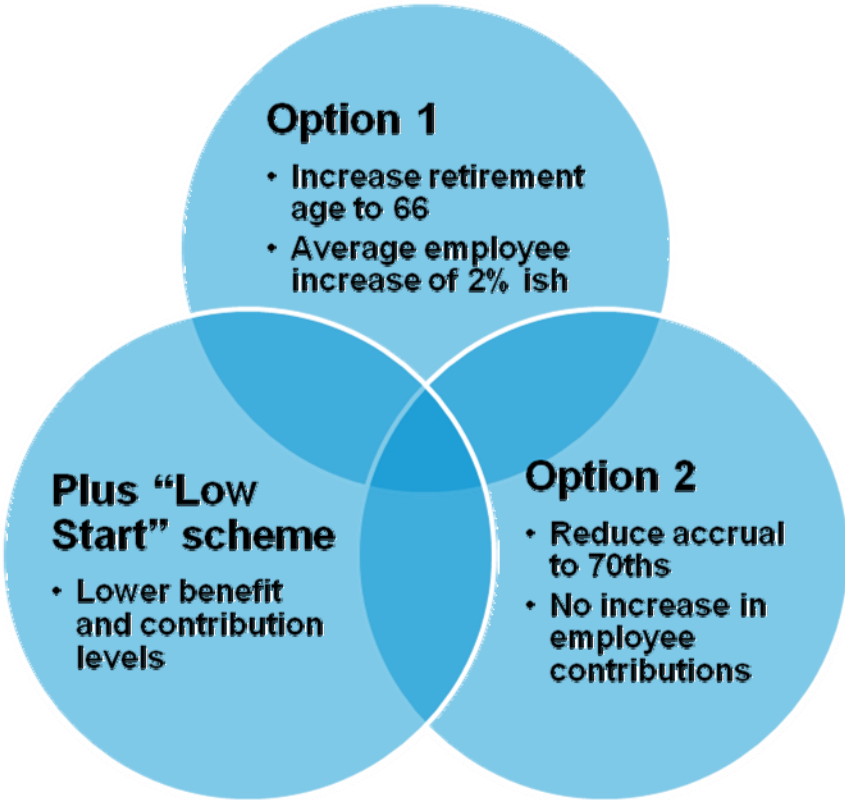 Option 1
• Increase retirement
age to 66
• Average employee
increase of 2% ish
Plus “Low
Start” scheme
• Lower benefit
and contribution
levels
Option 2
• Reduce accrual
to 70ths
• No increase in
employee
contributions